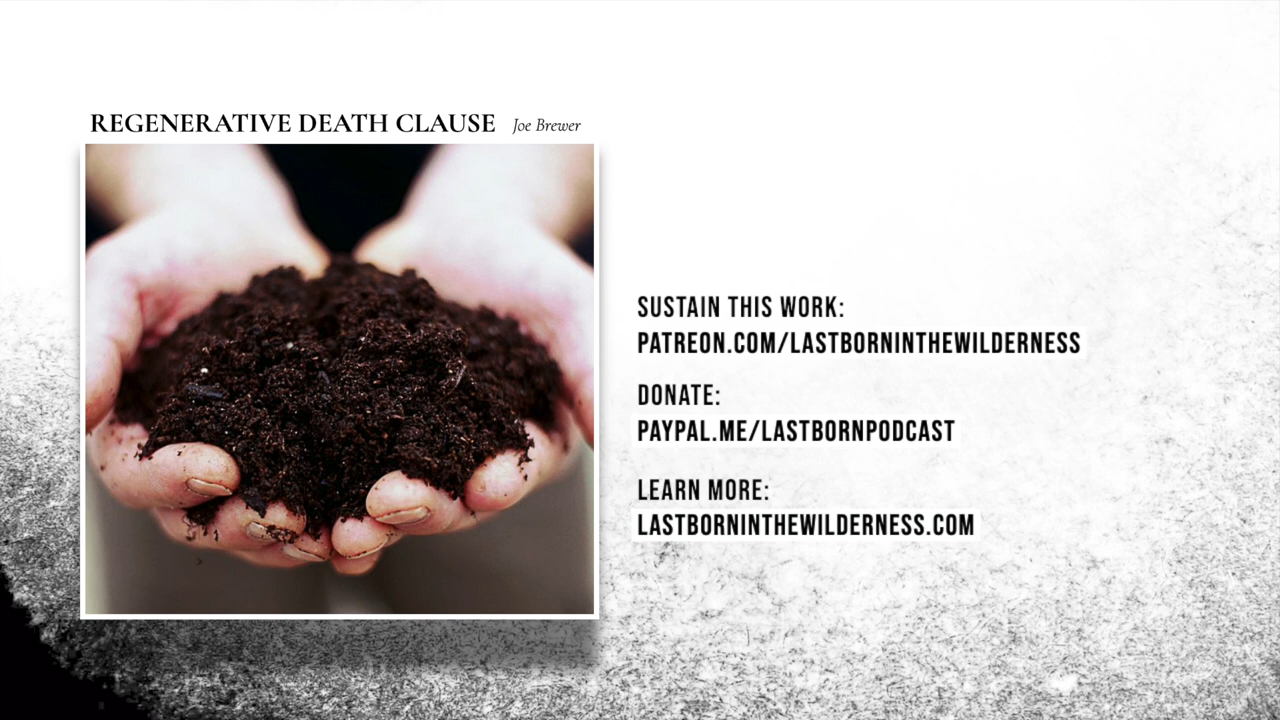 REGENERATIVE DEATH CLAUSE Joe Brewer
SUSTAIN THIS WORK:
PATREON.COM/LASTBORNINTHEWILDERNESS
DONATE:
PAYPAL.ME/LASTBORNPODCAST
LEARN MORE:
LASTBORNINTHEWILDERNESS.COM